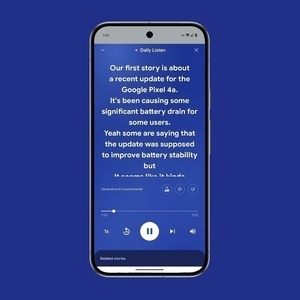 Daily Listen
Our first story is about
a recent update for the
Google Pixel 4a.
It's been causing some
significant battery drain for
some users.
Yeah some are saying that
the update was supposed
to improve battery stability
but
It seems like it kinda
Generative AI is experimental.
1x
Related stories